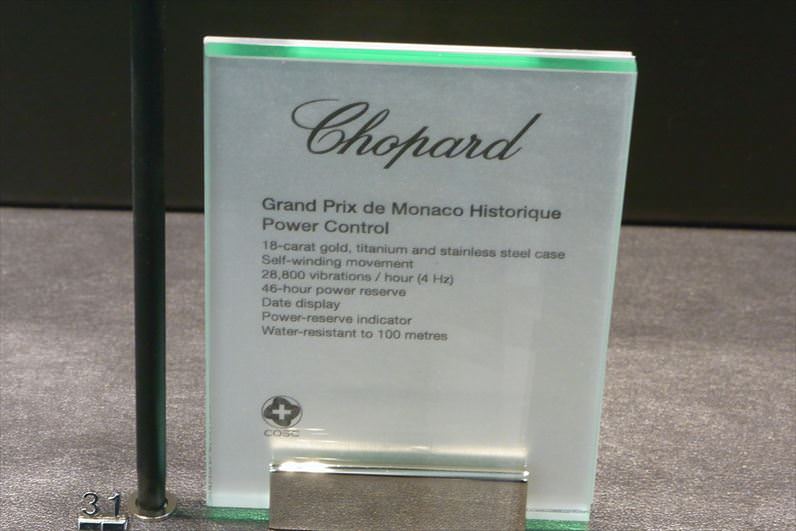 Chopard
Grand Prix de Monaco Historique
Power Control
18-carat gold, titanium and stainless steel case
Self-winding movement
28,800 vibrations / hour (4 Hz)
46-hour power reserve
Date display
Power-reserve indicator
Water-resistant to 100 metres
COSC
31